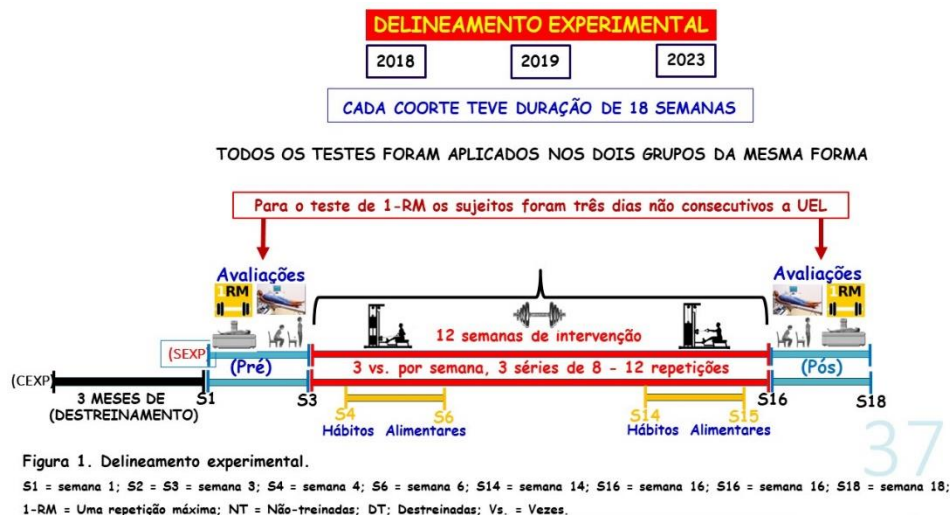 DELINEAMENTO EXPERIMENTAL
2018 2019 2023
CADA COORTE TEVE DURAÇÃO DE 18 SEMANAS
TODOS OS TESTES FORAM APLICADOS NOS DOIS GRUPOS DA MESMA FORMA
Para o teste de 1-RM os sujeitos foram três dias não consecutivos a UEL
Avaliações Avaliações
1RM 1RM
12 semanas de intervenção
(SEXP
(Pré) 3 vs. por semana, 3 séries de 8 - 12 repetições (Pós)
(CEXP)
3 MESES DE S1 S3 S16 S18
(DESTREINAMENTO) S4 S6 S14 S15
Hábitos Alimentares Hábitos Alimentares
37
Figura 1. Delineamento experimental.
S1 = semana 1; S2 = S3 = semana 3; S4 = semana 4; S6 = semana 6; S14 = semana 14; S16 = semana 16; S16 = semana 16; S18 = semana 18;
1-RM = Uma repetição máxima; NT = Não-treinadas; DT; Destreinadas; Vs. = Vezes.